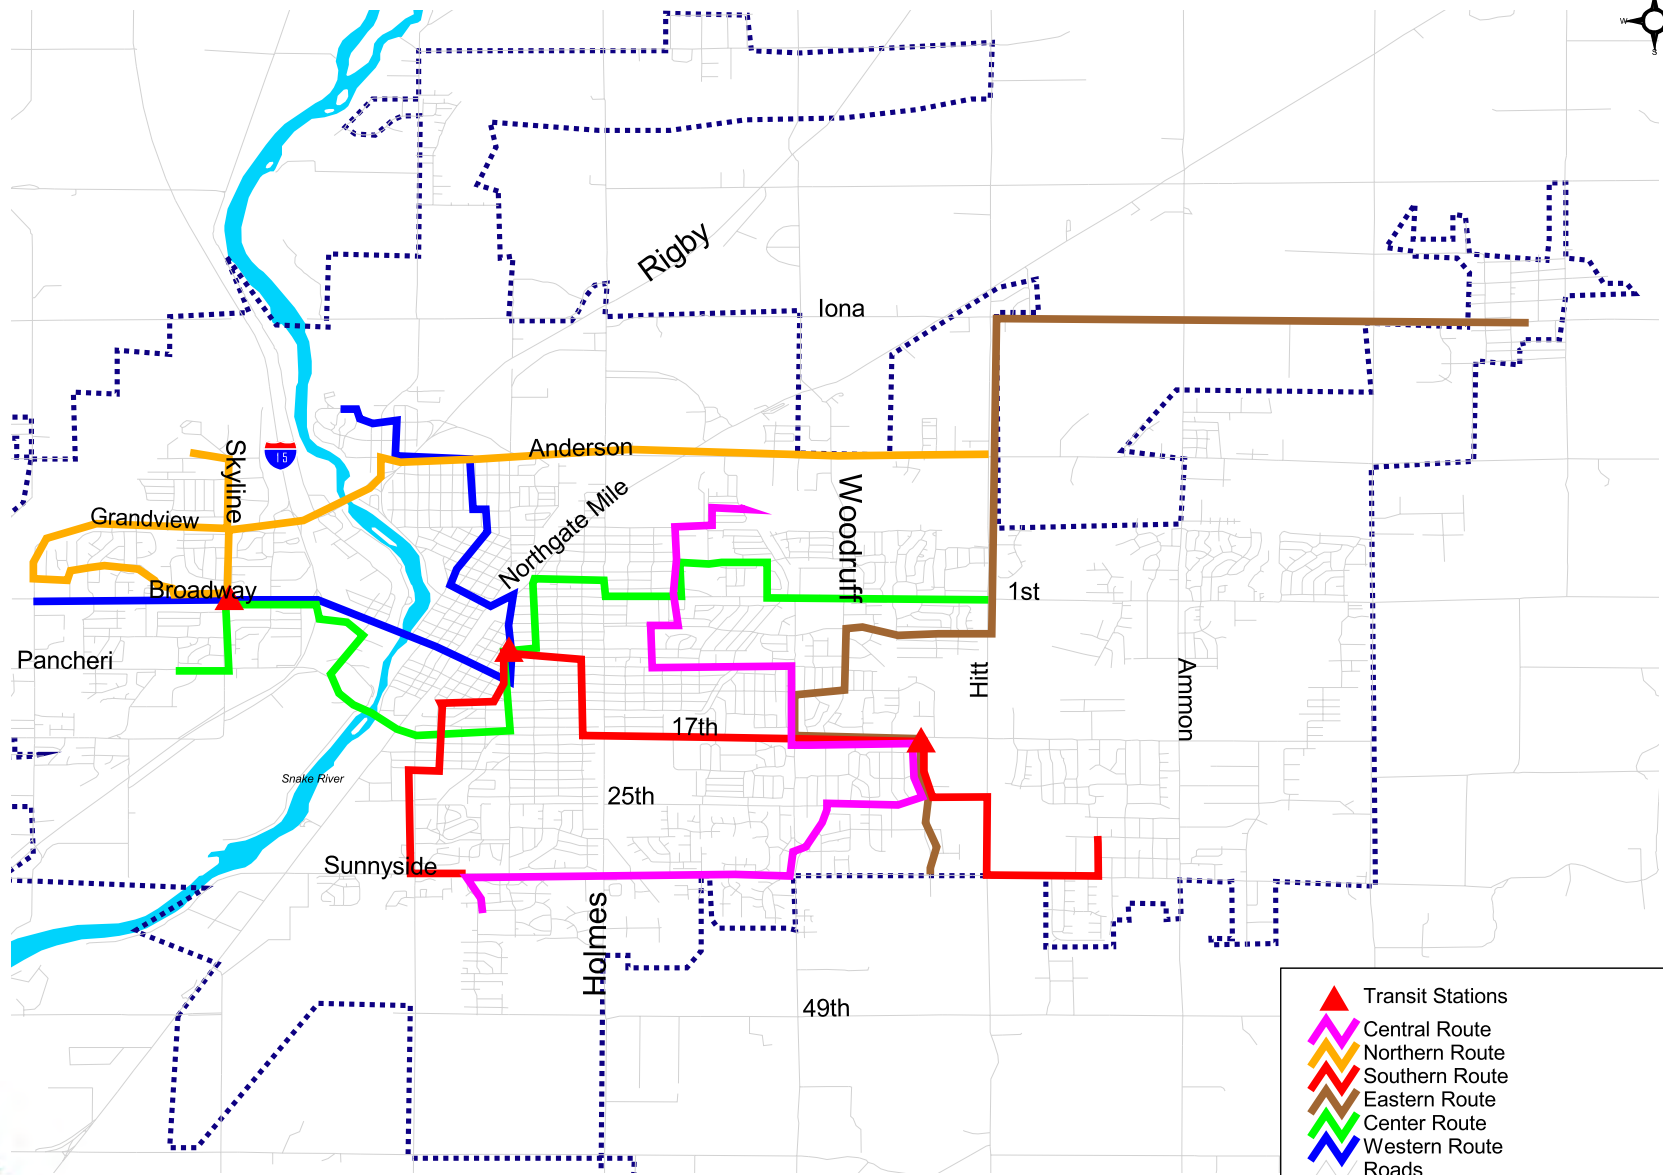 W
S
Rigby
Iona
Skyline
15
Anderson
Grandview
Northgate Mile
Woodruff
Broadway
1st
Pancheri
Hitt
Ammon
17th
Snake River
25th
Sunnyside
Holmes
49th
Transit Stations
Central Route
Northern Route
Southern Route
Eastern Route
Center Route
Western Route
Roads